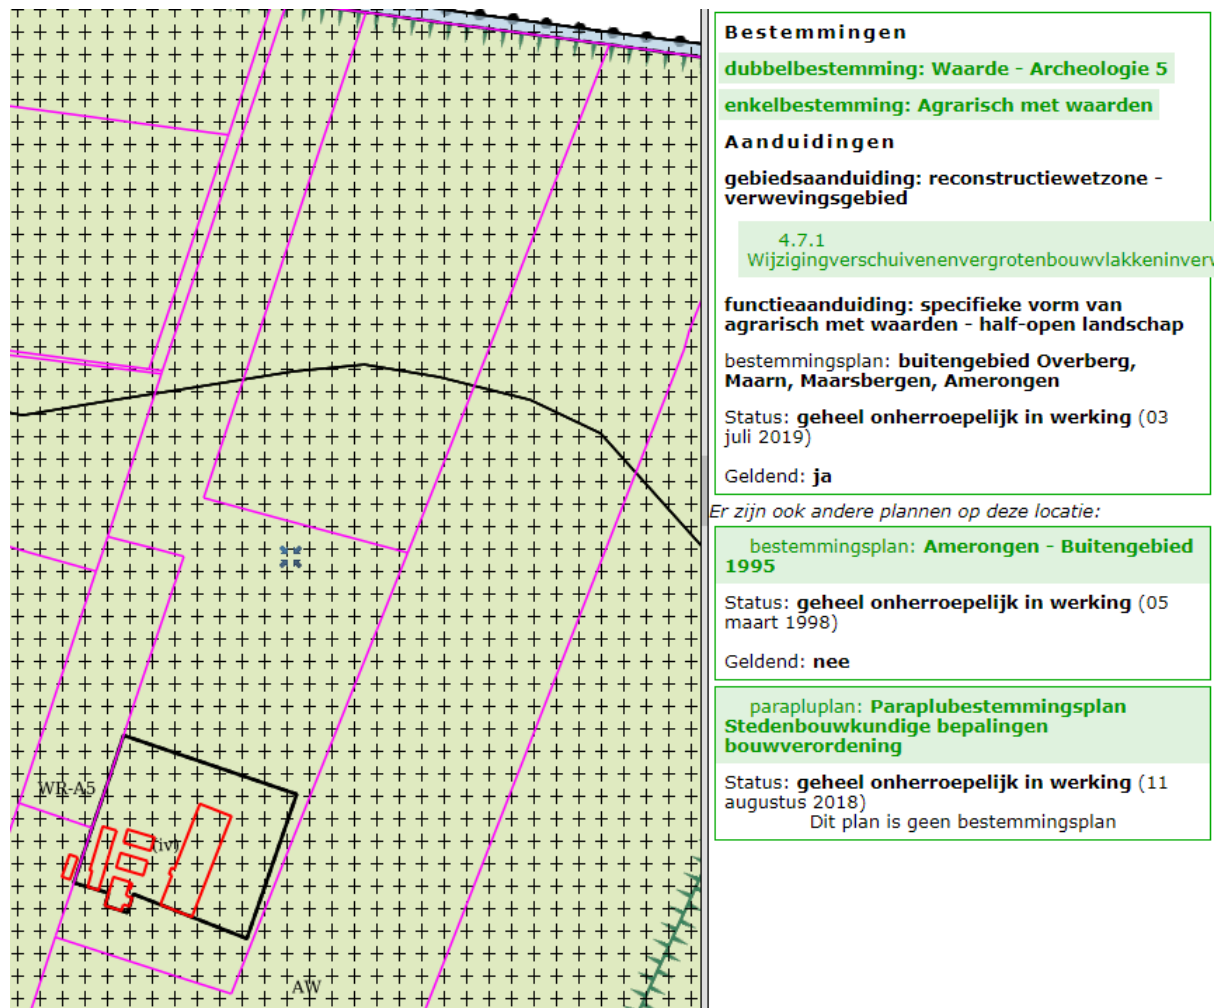 WR-A5
(iv)
AW
Bestemmingen
dubbelbestemming: Waarde - Archeologie 5
enkelbestemming: Agrarisch met waarden
Aanduidingen
gebiedsaanduiding: reconstructiewetzone -
verwevingsgebied
4.7.1
Wijzigingverschuivenenvergrotenbouwvlakkeninverw
functieaanduiding: specifieke vorm van
agrarisch met waarden - half-open landschap
bestemmingsplan: buitengebied Overberg,
Maarn, Maarsbergen, Amerongen
Status: geheel onherroepelijk in werking (03
juli 2019)
Geldend: ja
Er zijn ook andere plannen op deze locatie:
bestemmingsplan: Amerongen - Buitengebied
1995
Status: geheel onherroepelijk in werking (05
maart 1998)
Geldend: nee
parapluplan: Paraplubestemmingsplan
Stedenbouwkundige bepalingen
bouwverordening
Status: geheel onherroepelijk in werking (11
augustus 2018)
Dit plan is geen bestemmingsplan